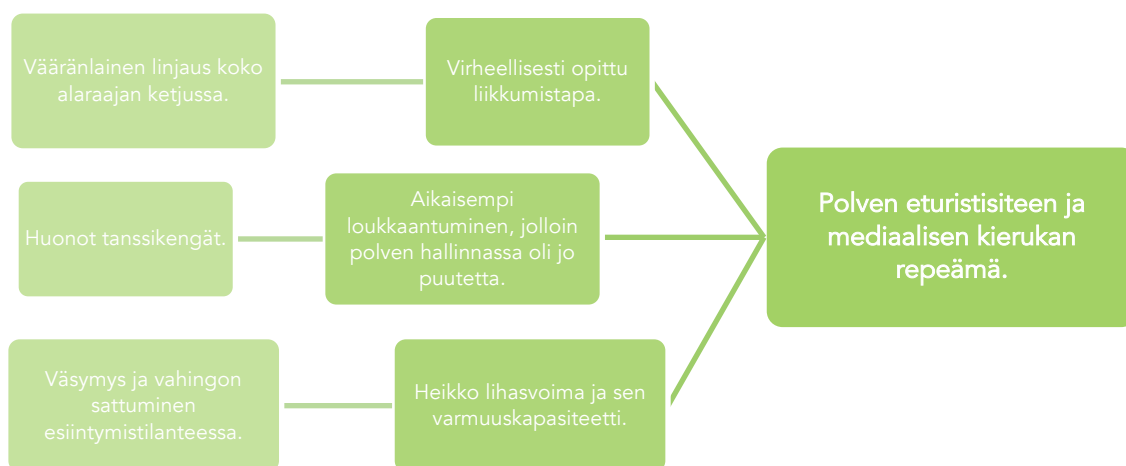 Vääränlainen linjaus koko
alaraajan ketjussa.
Virheellisesti opittu
liikkumistapa.
Huonot tanssikengät.
Aikaisempi
loukkaantuminen, jolloin
polven hallinnassa oli jo
puutetta.
Polven eturistisiteen ja
mediaalisen kierukan
repeämä.
Väsymys ja vahingon
sattuminen
esiintymistilanteessa.
Heikko lihasvoima ja sen
varmuuskapasiteetti.